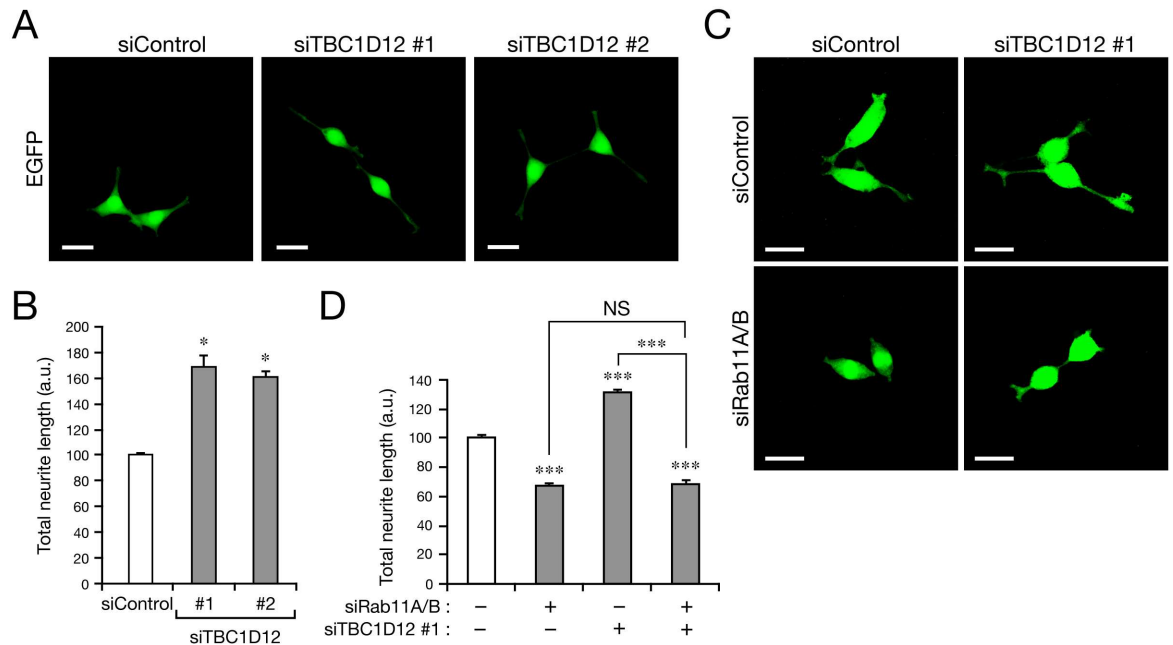 A
siControl
siTBC1D12 #1
siTBC1D12 #2
EGFP
C
siControl
siTBC1D12 #1
siControl
siRab11A/B
B
Total neurite length (a.u.)
200
180
160
140
120
100
80
60
40
20
0
*
*
siControl
#1
#2
siTBC1D12
D
NS
***
Total neurite length (a.u.)
140
120
100
80
60
40
20
0
***
***
***
siRab11A/B : − + − +
siTBC1D12 #1 : − − + +